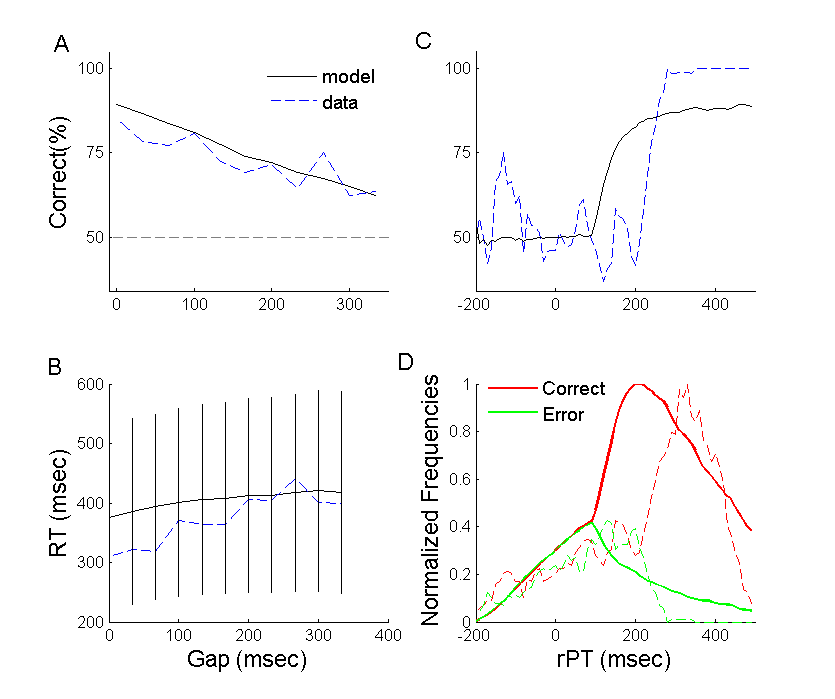 A
100
75
50
0
100
200
300
Correct(%)
model
data
C
100
75
50
-200
0
200
400
B
600
500
400
300
200
0
100
200
300
400
RT (msec)
Gap (msec)
D
1
0.8
0.6
0.4
0.2
0
-200
0
200
400
Normalized Frequencies
Correct
Error
rPT (msec)